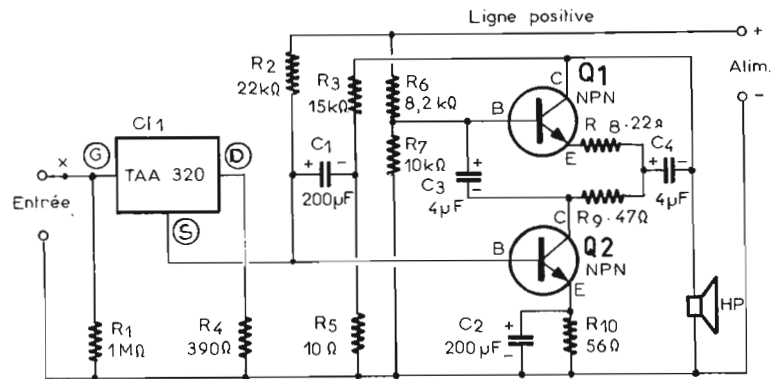 Ligne positive
+
Alim.
−
R2
22kΩ
R3
15kΩ
R6
8,2 kΩ
C
Q1
NPN
B
E
R 8·22Ω
CI1
G
TAA 320
D
S
x
Entrée
+ C1 −
200µF
R7
10kΩ
+
C3
−
4µF
C4
+ −
4µF
C
R9·47Ω
B
Q2
NPN
E
R1
1MΩ
R4
390Ω
R5
10Ω
C2
+
200µF
−
R10
56Ω
HP